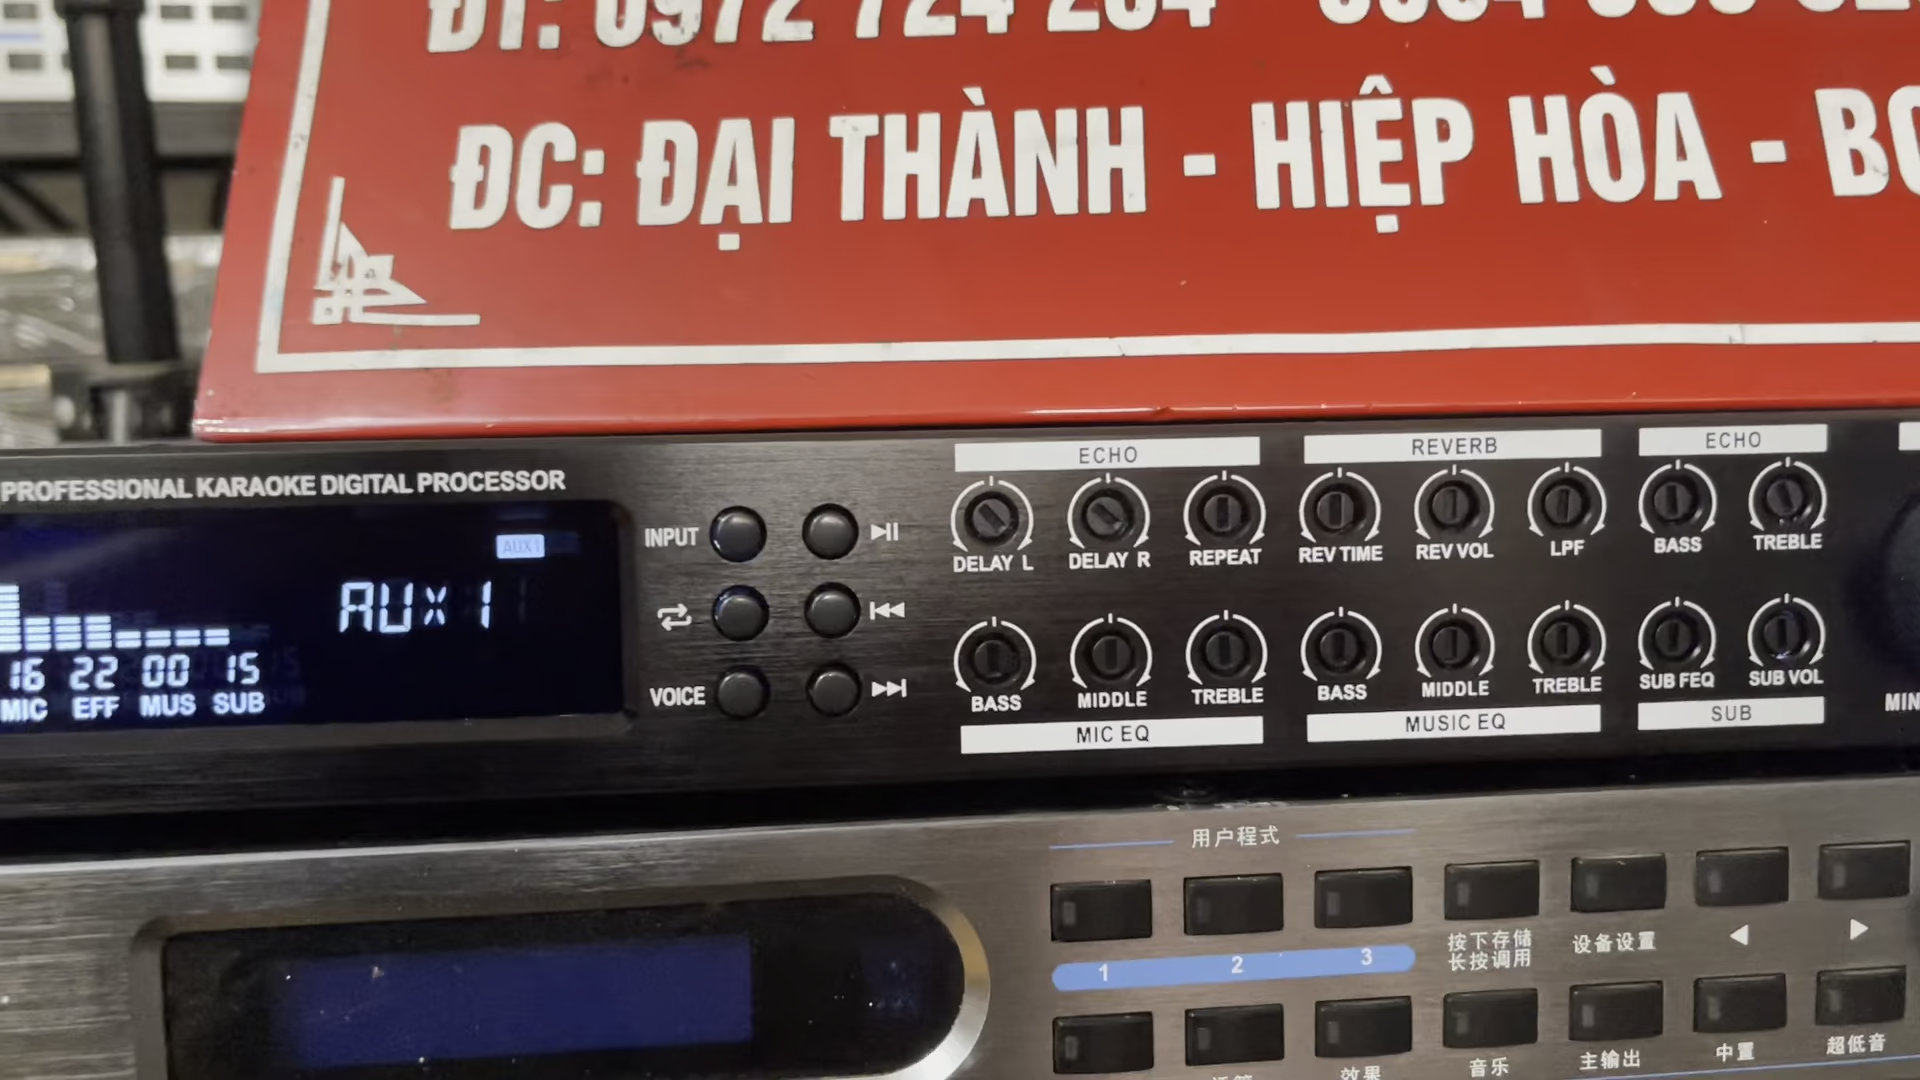 ĐT: 0972 724 264
ĐC: ĐẠI THÀNH - HIỆP HÒA -
PROFESSIONAL KARAOKE DIGITAL PROCESSOR
AUX1
AUX 1
16 22 00 15
MIC EFF MUS SUB
INPUT
VOICE
ECHO
DELAY L DELAY R REPEAT
REVERB
REV TIME REV VOL LPF
ECHO
BASS TREBLE
BASS MIDDLE TREBLE
MIC EQ
BASS MIDDLE TREBLE
MUSIC EQ
SUB FEQ SUB VOL
SUB
MIN
用户程式
1 2 3
按下存储
长按调用
设备设置
效果 音乐 主输出 中置 超低音